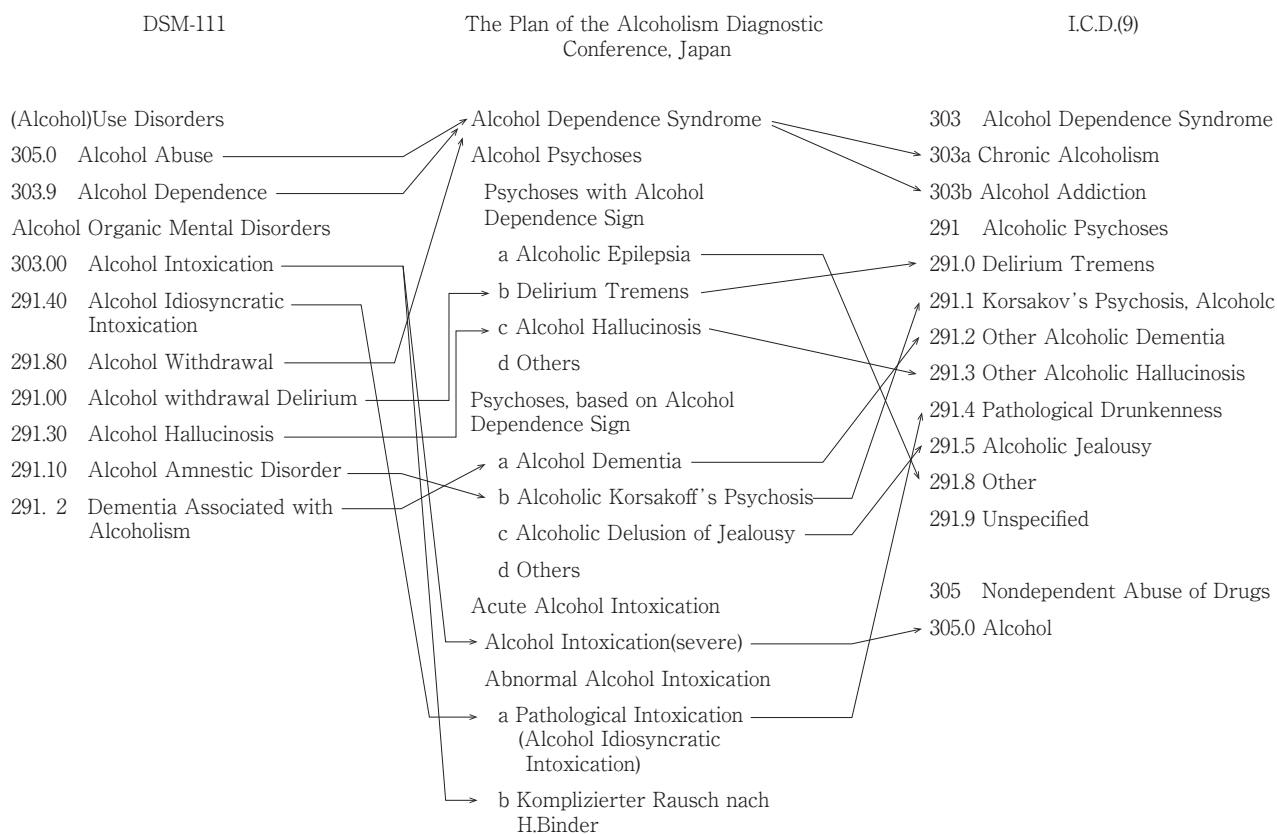 DSM-111
The Plan of the Alcoholism Diagnostic
Conference, Japan
I.C.D.(9)
(Alcohol)Use Disorders
305.0 Alcohol Abuse
303.9 Alcohol Dependence
Alcohol Organic Mental Disorders
303.00 Alcohol Intoxication
291.40 Alcohol Idiosyncratic
Intoxication
291.80 Alcohol Withdrawal
291.00 Alcohol withdrawal Delirium
291.30 Alcohol Hallucinosis
291.10 Alcohol Amnestic Disorder
291. 2 Dementia Associated with
Alcoholism
Alcohol Dependence Syndrome
Alcohol Psychoses
Psychoses with Alcohol
Dependence Sign
a Alcoholic Epilepsia
b Delirium Tremens
c Alcohol Hallucinosis
d Others
Psychoses, based on Alcohol
Dependence Sign
a Alcohol Dementia
b Alcoholic Korsakoff's Psychosis
c Alcoholic Delusion of Jealousy
d Others
Acute Alcohol Intoxication
Alcohol Intoxication(severe)
Abnormal Alcohol Intoxication
a Pathological Intoxication
(Alcohol Idiosyncratic
Intoxication)
b Komplizierter Rausch nach
H.Binder
303 Alcohol Dependence Syndrome
303a Chronic Alcoholism
303b Alcohol Addiction
291 Alcoholic Psychoses
291.0 Delirium Tremens
291.1 Korsakov's Psychosis, Alcoholc
291.2 Other Alcoholic Dementia
291.3 Other Alcoholic Hallucinosis
291.4 Pathological Drunkenness
291.5 Alcoholic Jealousy
291.8 Other
291.9 Unspecified
305 Nondependent Abuse of Drugs
305.0 Alcohol